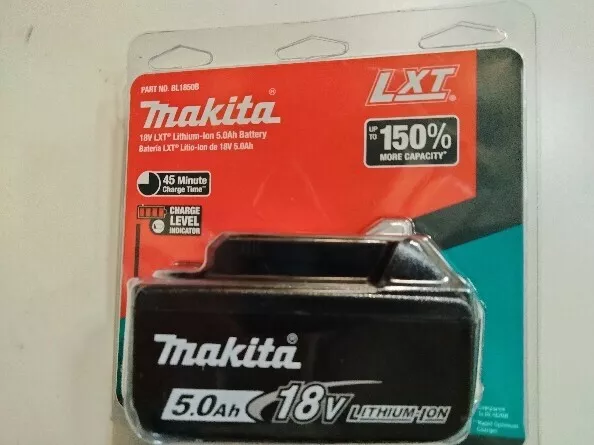 PART NO. BL1850B
makita®
LXT®
18V LXT® Lithium-Ion 5.0Ah Battery
Batería LXT® Litio-Ion de 18V 5.0Ah
UP TO 150%
MORE CAPACITY*
45 Minute
Charge Time**
CHARGE
LEVEL
INDICATOR
makita®
5.0Ah 18V LITHIUM-ION
Charger